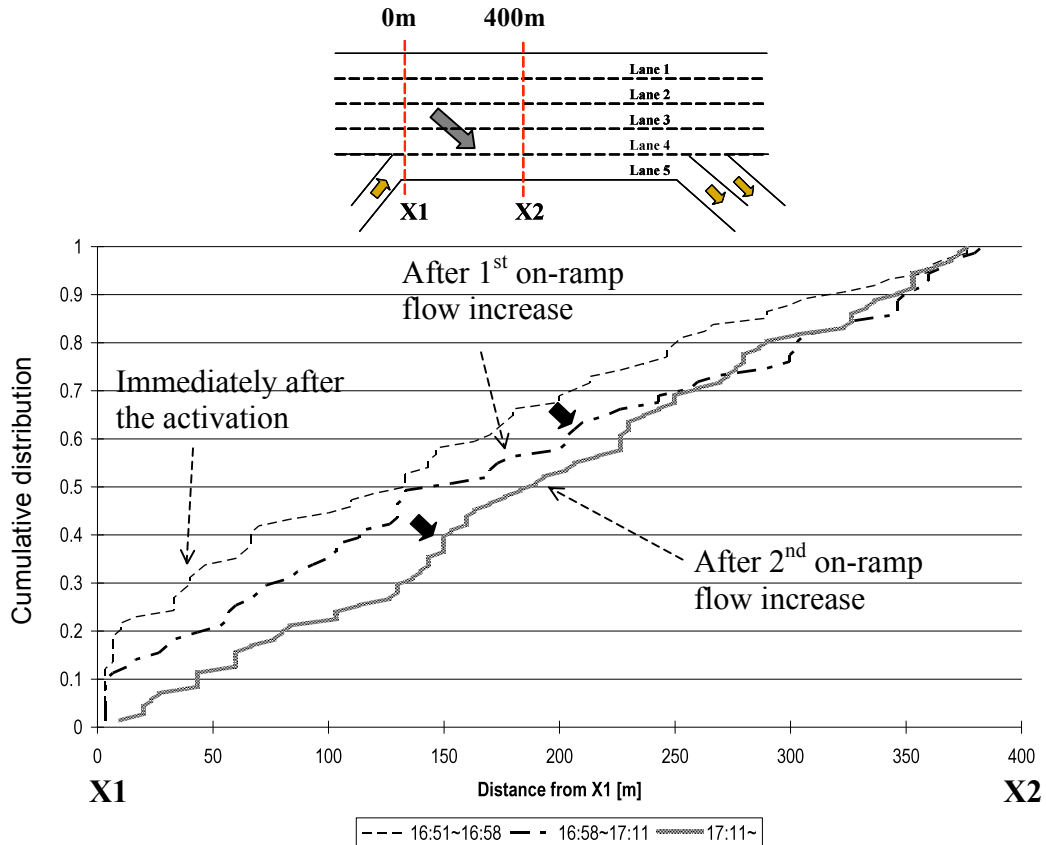 0m 400m
Lane 1
Lane 2
Lane 3
Lane 4
Lane 5
X1 X2
After 1st on-ramp
flow increase
Immediately after
the activation
After 2nd on-ramp
flow increase
Cumulative distribution
1
0.9
0.8
0.7
0.6
0.5
0.4
0.3
0.2
0.1
0
0 50 100 150 200 250 300 350 400
X1 Distance from X1 [m] X2
16:51~16:58 16:58~17:11 17:11~